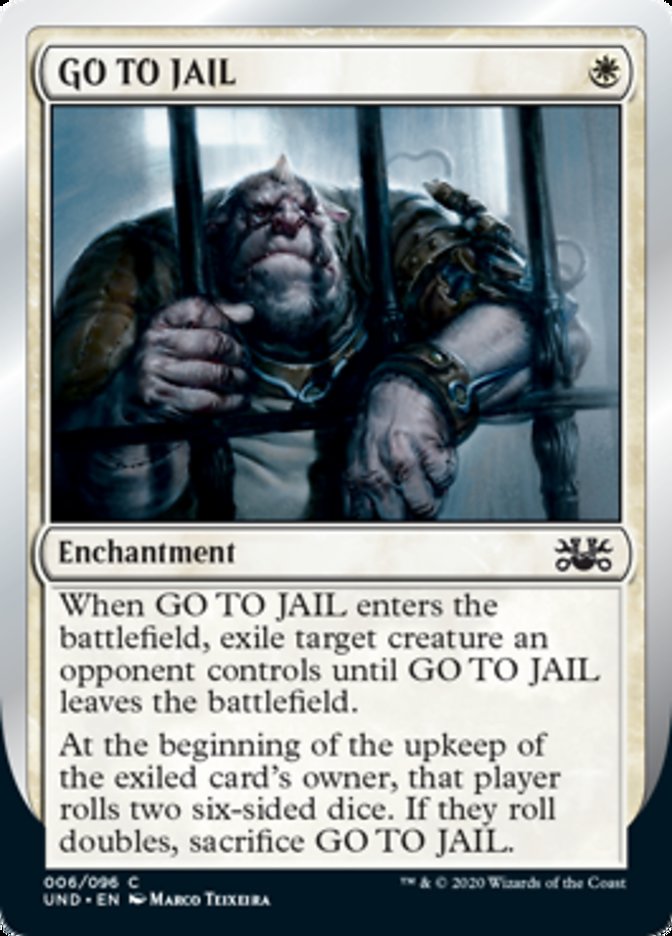 GO TO JAIL
Enchantment
When GO TO JAIL enters the
battlefield, exile target creature an
opponent controls until GO TO JAIL
leaves the battlefield.
At the beginning of the upkeep of
the exiled card's owner, that player
rolls two six-sided dice. If they roll
doubles, sacrifice GO TO JAIL.
006/096 C
™ & © 2020 Wizards of the Coast
UND • EN Marco Teixeira